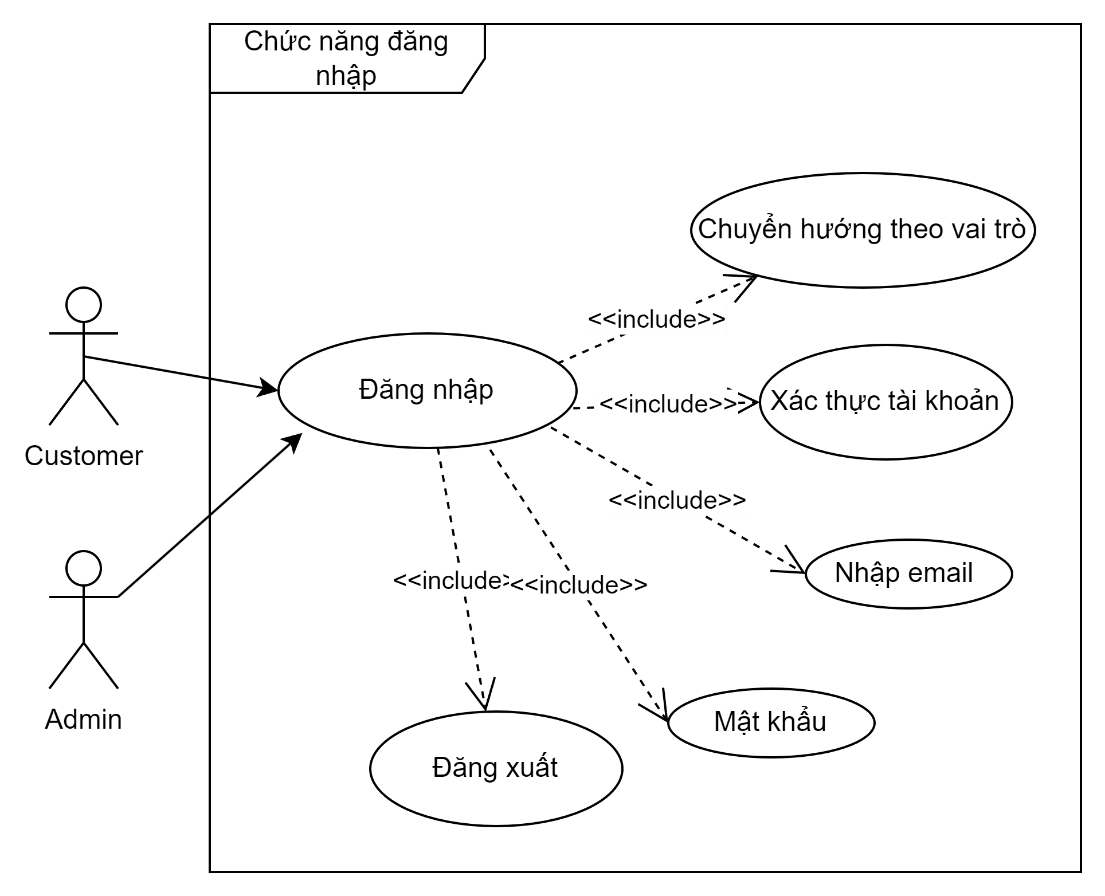 Chức năng đăng
nhập
Chuyển hướng theo vai trò
<<include>>
Đăng nhập
<<include>>
Xác thực tài khoản
Customer
<<include>>
Nhập email
<<include>
<<include>>
Admin
Mật khẩu
Đăng xuất